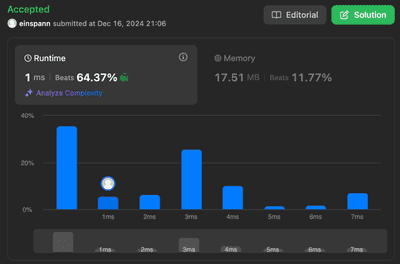 Accepted
einspann submitted at Dec 16, 2024 21:06
Editorial
Solution
Runtime
1 ms | Beats 64.37%
Analyze Complexity
Memory
17.51 MB | Beats 11.77%
40%
20%
0%
1ms 2ms 3ms 4ms 5ms 6ms 7ms
1ms 2ms 3ms 4ms 5ms 6ms 7ms